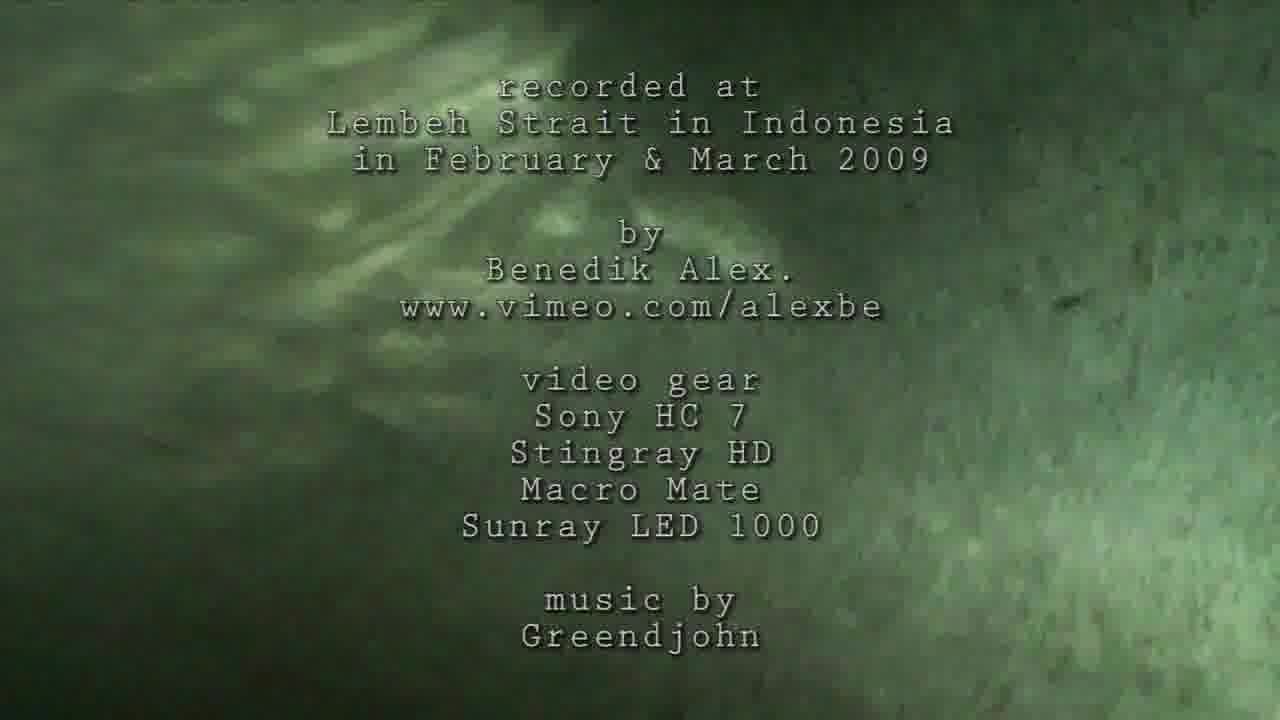 recorded at
Lembeh Strait in Indonesia
in February & March 2009
by
Benedik Alex.
www.vimeo.com/alexbe
video gear
Sony HC 7
Stingray HD
Macro Mate
Sunray LED 1000
music by
Greendjohn